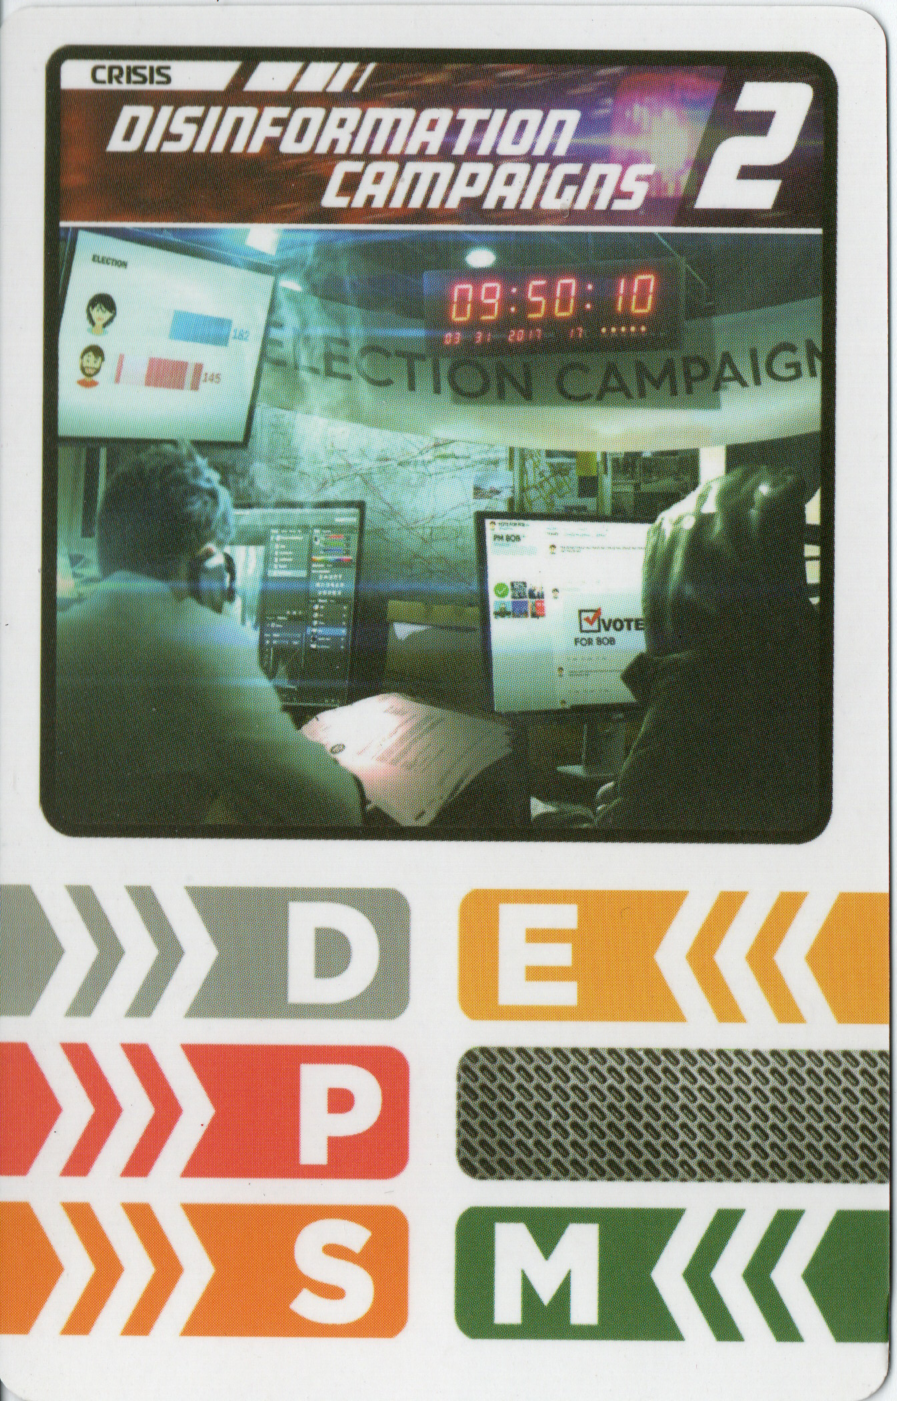 CRISIS
DISINFORMATION
CAMPAIGNS
2
ELECTION
182
145
09:50:10
03 31 2017 17
ELECTION CAMPAIGN
PM BOB
VOTE
FOR BOB
D
E
P
S
M